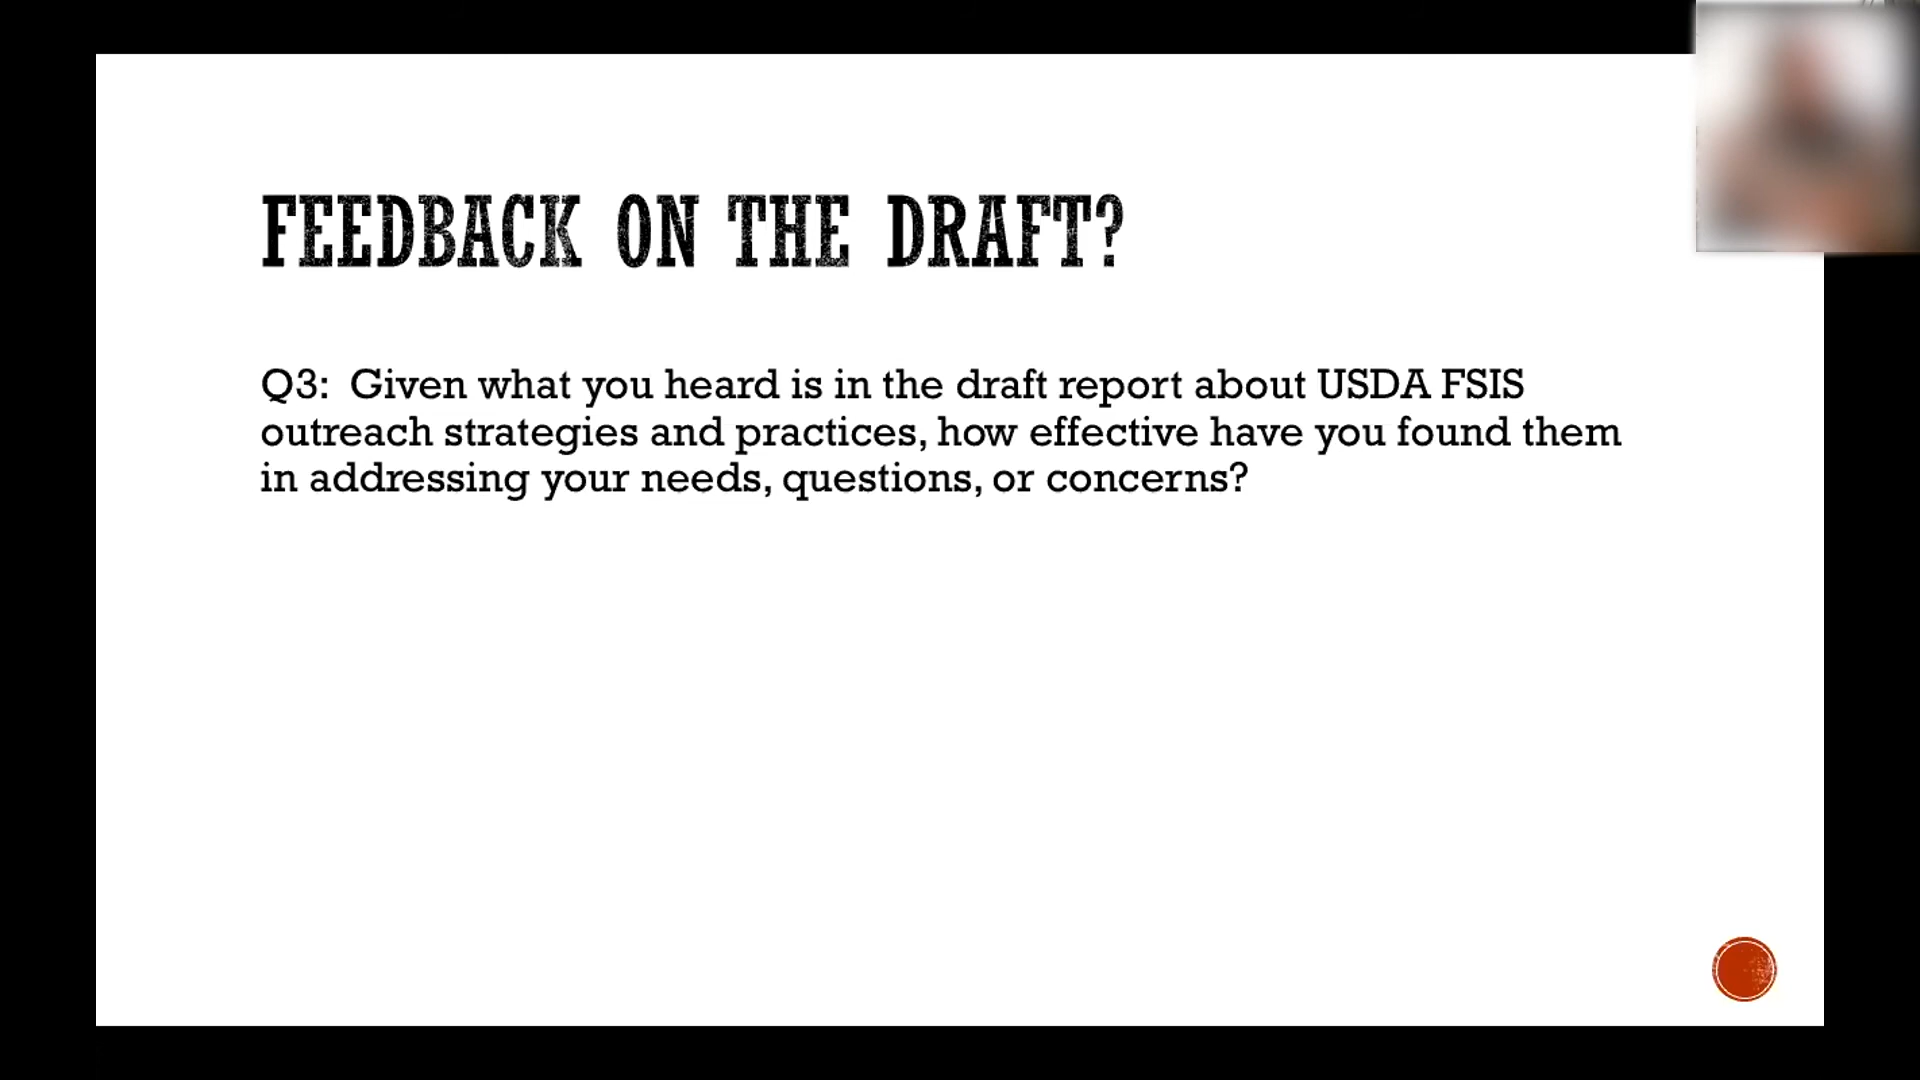 FEEDBACK ON THE DRAFT?
Q3:  Given what you heard is in the draft report about USDA FSIS
outreach strategies and practices, how effective have you found them
in addressing your needs, questions, or concerns?